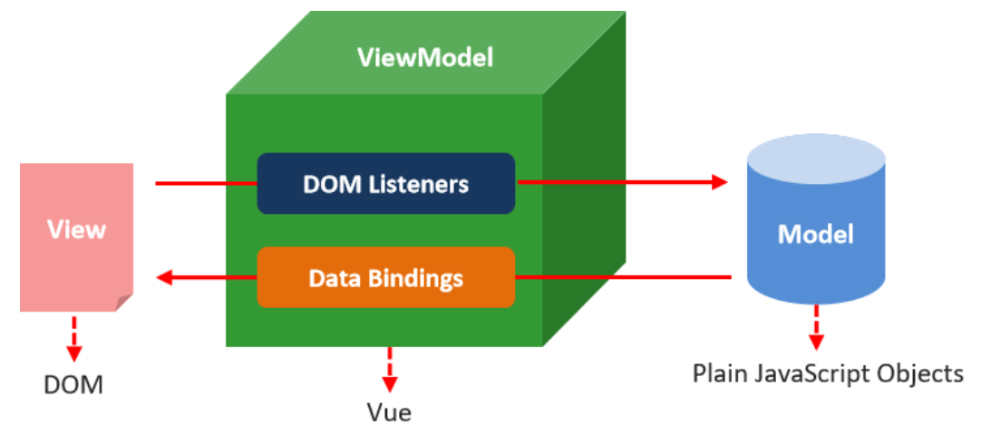 ViewModel
DOM Listeners
View
Model
Data Bindings
DOM
Plain JavaScript Objects
Vue